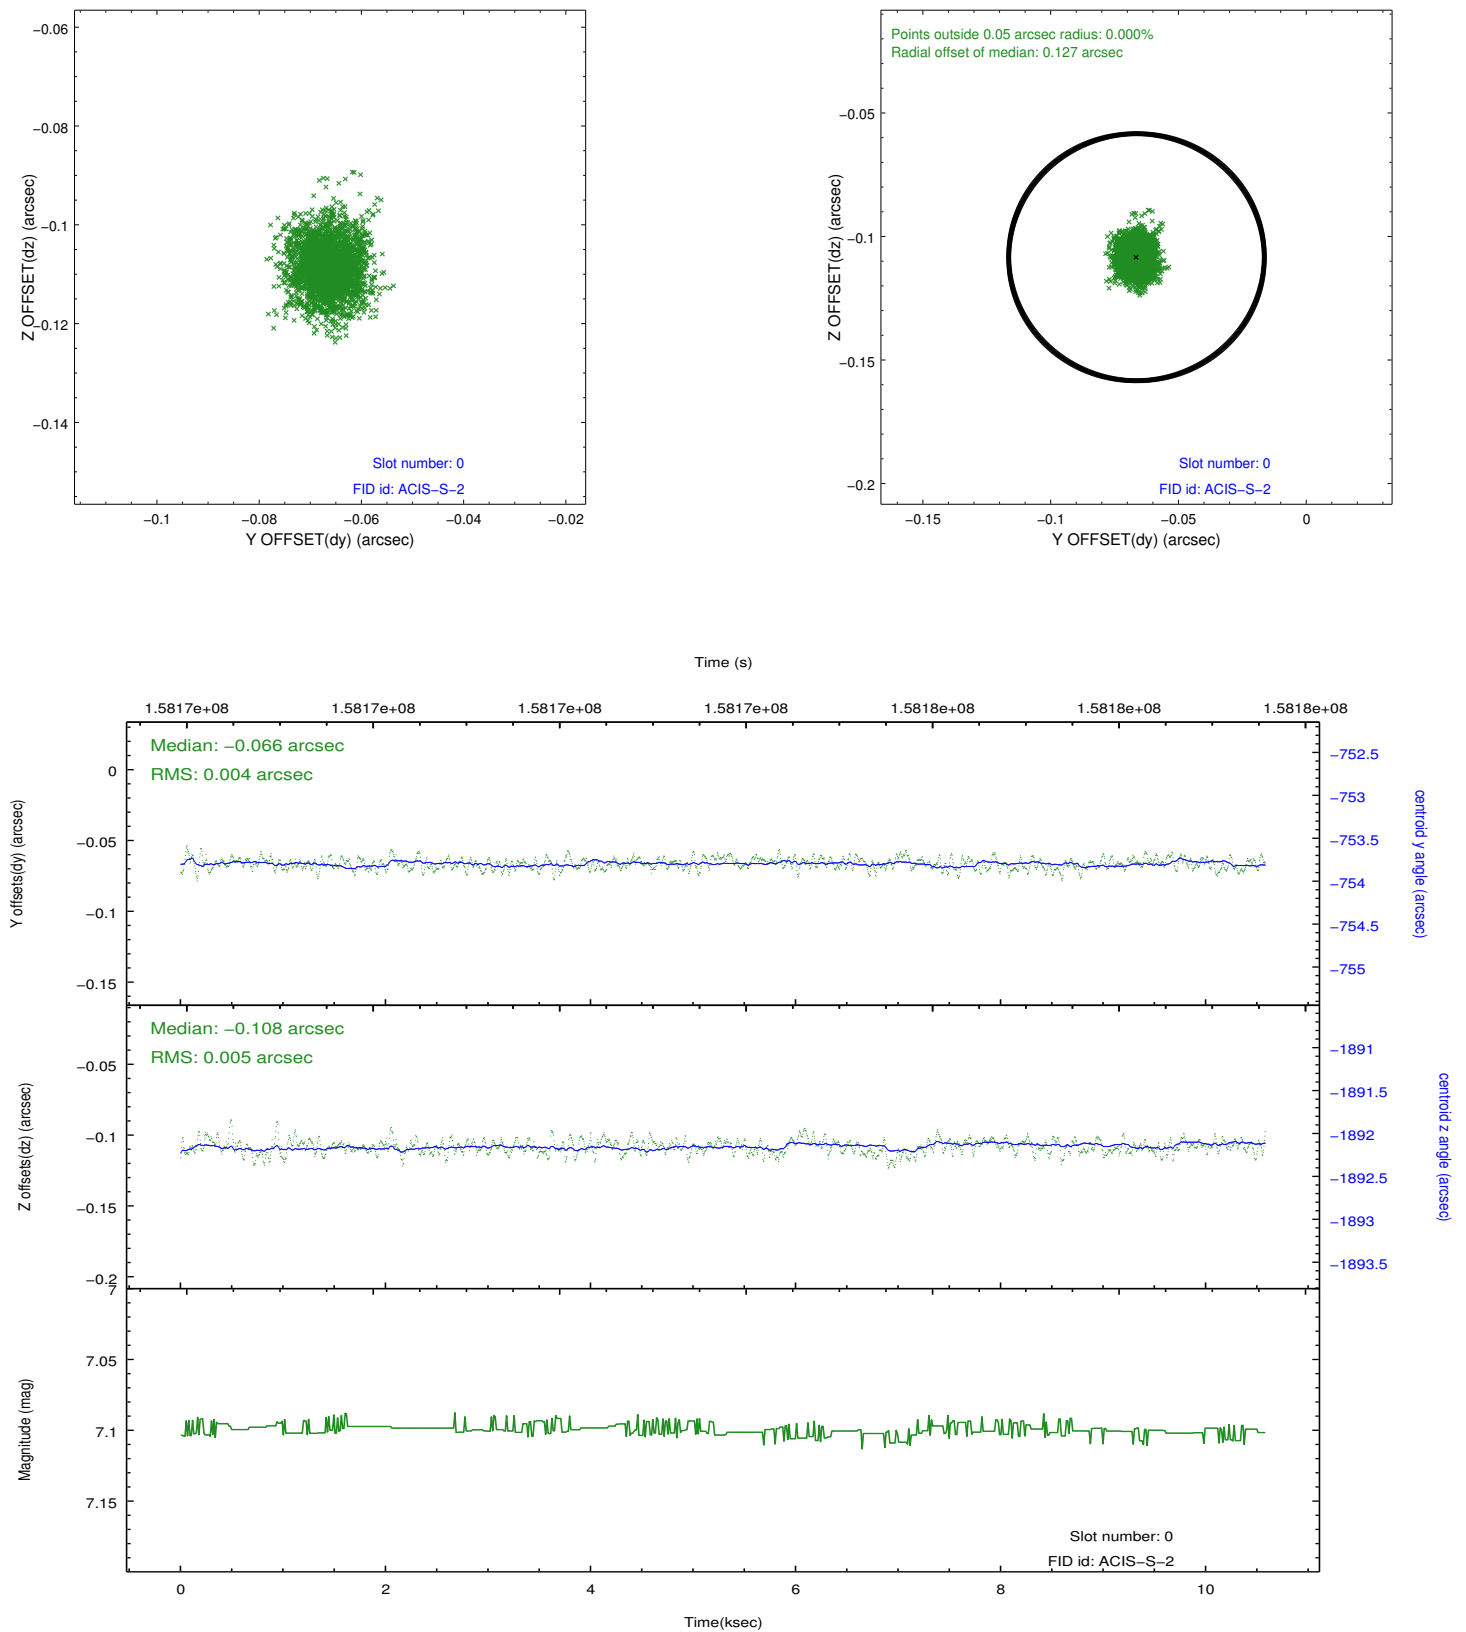 −0.06
−0.08
−0.1
−0.12
−0.14
Z OFFSET(dz) (arcsec)
Slot number: 0
FID id: ACIS−S−2
−0.1 −0.08 −0.06 −0.04 −0.02
Y OFFSET(dy) (arcsec)
Points outside 0.05 arcsec radius: 0.000%
Radial offset of median: 0.127 arcsec
−0.05
−0.1
−0.15
−0.2
Z OFFSET(dz) (arcsec)
Slot number: 0
FID id: ACIS−S−2
−0.15 −0.1 −0.05 0
Y OFFSET(dy) (arcsec)
Time (s)
1.5817e+08 1.5817e+08 1.5817e+08 1.5817e+08 1.5818e+08 1.5818e+08 1.5818e+08
Median: −0.066 arcsec
RMS: 0.004 arcsec
0
−0.05
−0.1
−0.15
Y offsets(dy) (arcsec)
−752.5
−753
−753.5
−754
−754.5
−755
centroid y angle (arcsec)
Median: −0.108 arcsec
RMS: 0.005 arcsec
−0.05
−0.1
−0.15
−0.2
Z offsets(dz) (arcsec)
−1891
−1891.5
−1892
−1892.5
−1893
−1893.5
centroid z angle (arcsec)
7
7.05
7.1
7.15
Magnitude (mag)
Slot number: 0
FID id: ACIS−S−2
0 2 4 6 8 10
Time(ksec)